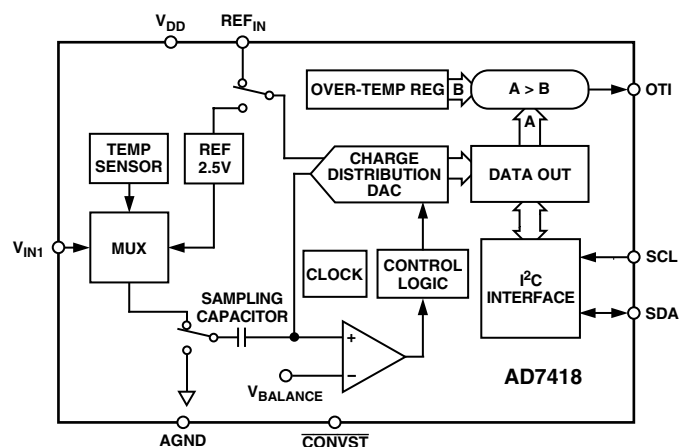 VDD
REFIN
OVER-TEMP REG
B
A > B
OTI
A
TEMP
SENSOR
REF
2.5V
CHARGE
DISTRIBUTION
DAC
DATA OUT
VIN1
MUX
CLOCK
CONTROL
LOGIC
I²C
INTERFACE
SCL
SDA
SAMPLING
CAPACITOR
+
−
VBALANCE
AD7418
AGND
CONVST